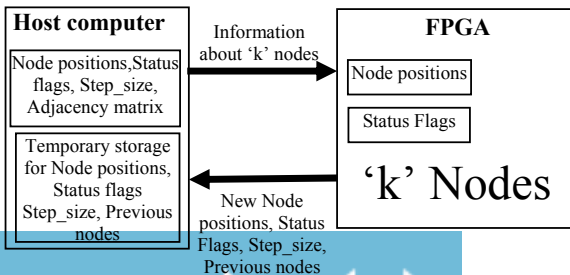 Host computer
Node positions,Status
flags, Step_size,
Adjacency matrix
Temporary storage
for Node positions,
Status flags
Step_size, Previous
nodes
Information
about ‘k’ nodes
New Node
positions, Status
Flags, Step_size,
Previous nodes
FPGA
Node positions
Status Flags
‘k’ Nodes